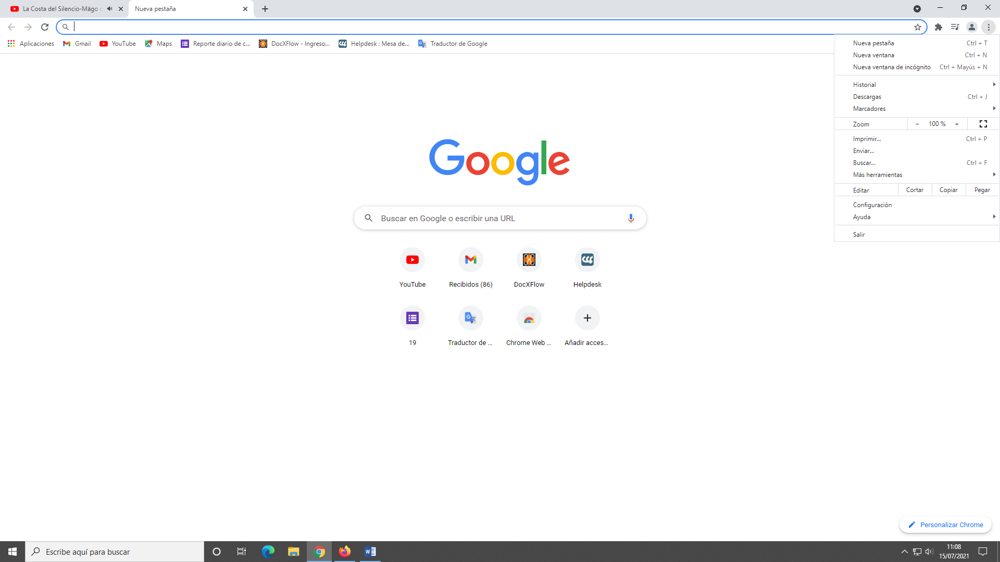 La Costa del Silencio-Mägo
Nueva pestaña
Aplicaciones
Gmail
YouTube
Maps
Reporte diario de c...
DocXFlow - Ingreso...
Helpdesk : Mesa de...
Traductor de Google
Nueva pestaña Ctrl + T
Nueva ventana Ctrl + N
Nueva ventana de incógnito Ctrl + Mayús + N
Historial
Descargas Ctrl + J
Marcadores
Zoom − 100 % +
Imprimir... Ctrl + P
Enviar...
Buscar... Ctrl + F
Más herramientas
Editar Cortar Copiar Pegar
Configuración
Ayuda
Salir
Google
Buscar en Google o escribir una URL
YouTube
Recibidos (86)
DocXFlow
Helpdesk
19
Traductor de ...
Chrome Web ...
Añadir acces...
Personalizar Chrome
Escribe aquí para buscar
11:08
15/07/2021